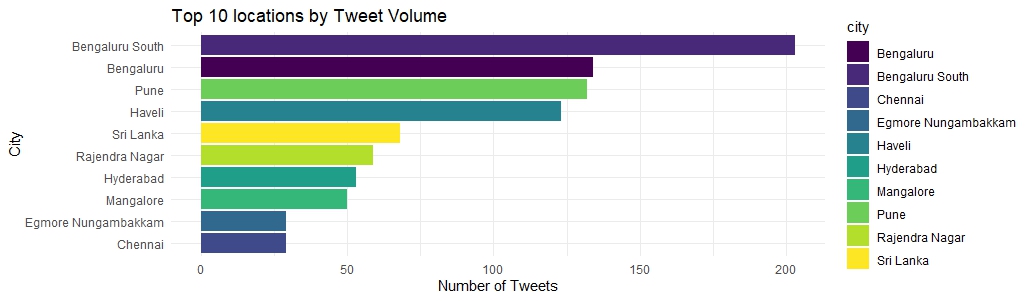 Top 10 locations by Tweet Volume
City
Bengaluru South
Bengaluru
Pune
Haveli
Sri Lanka
Rajendra Nagar
Hyderabad
Mangalore
Egmore Nungambakkam
Chennai
0 50 100 150 200
Number of Tweets
city
Bengaluru
Bengaluru South
Chennai
Egmore Nungambakkam
Haveli
Hyderabad
Mangalore
Pune
Rajendra Nagar
Sri Lanka